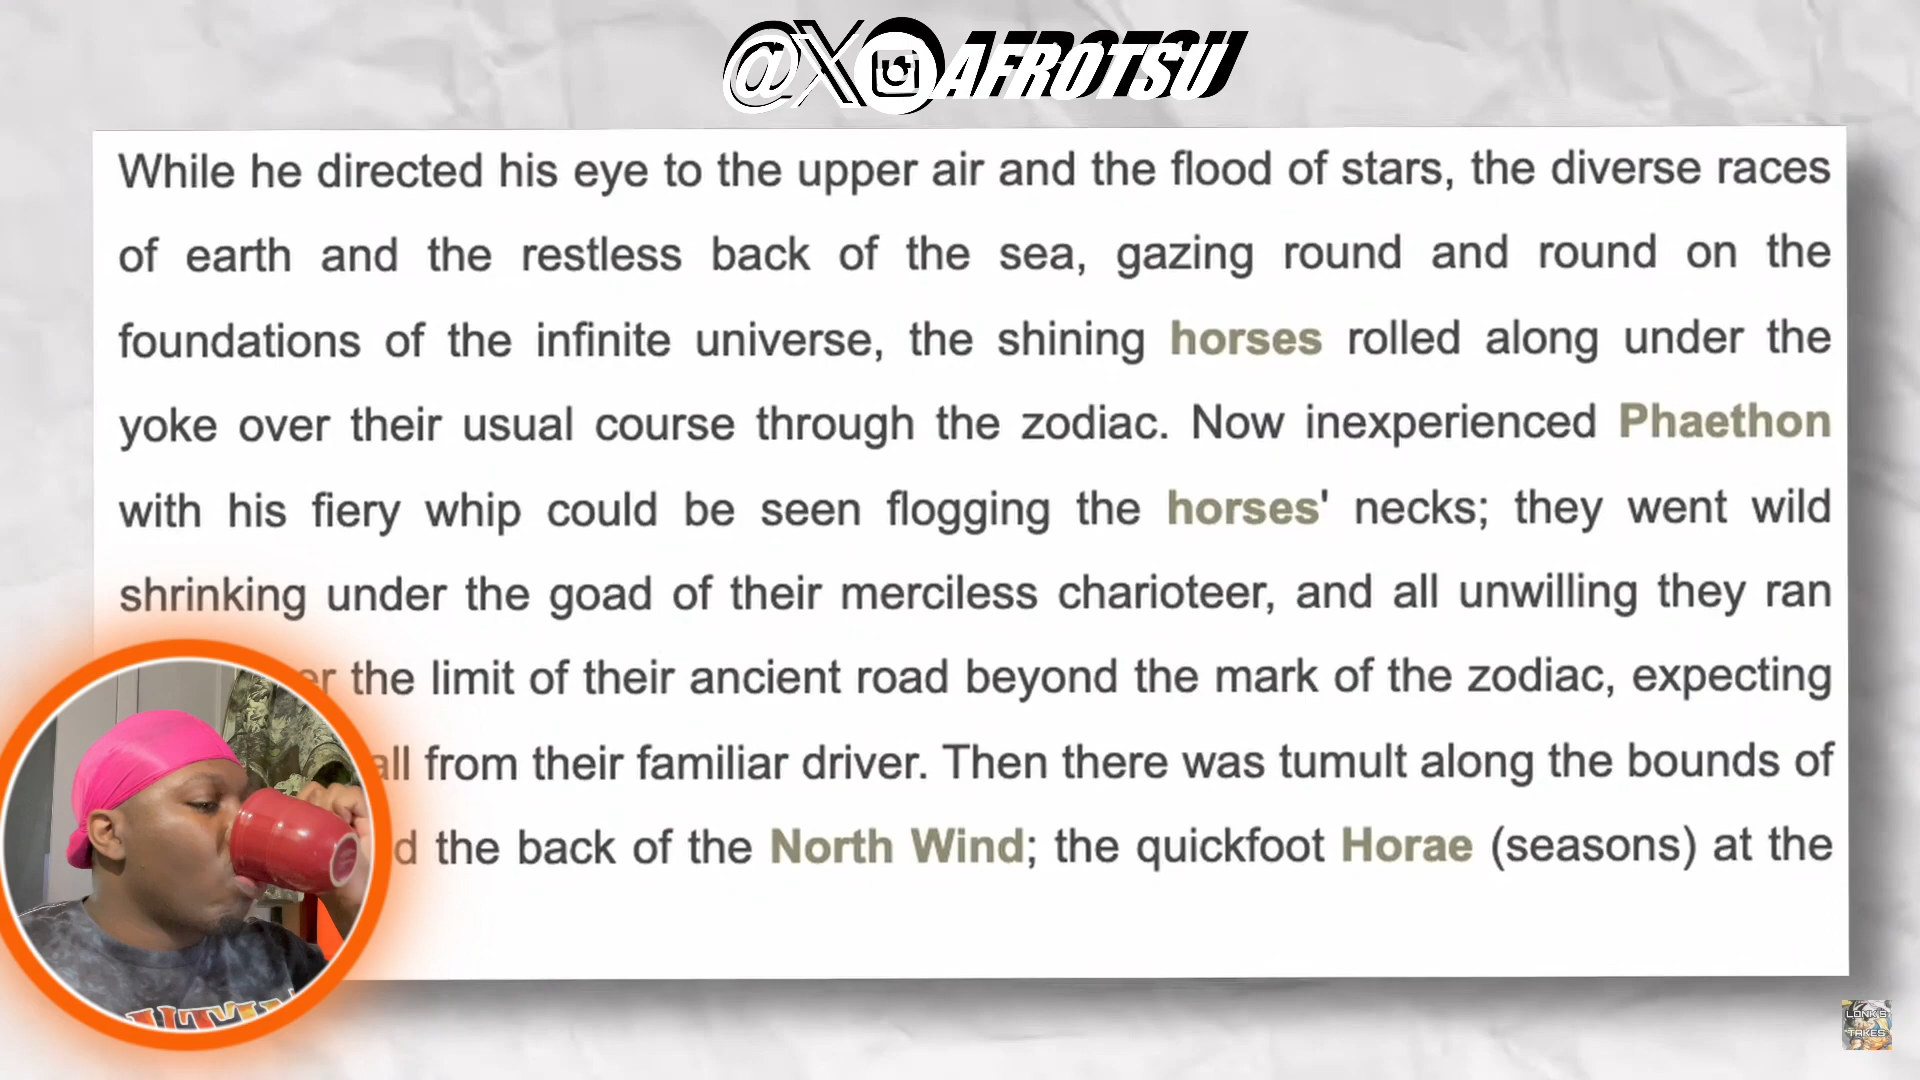 @X AFROTSU
While he directed his eye to the upper air and the flood of stars, the diverse races
of earth and the restless back of the sea, gazing round and round on the
foundations of the infinite universe, the shining horses rolled along under the
yoke over their usual course through the zodiac. Now inexperienced Phaethon
with his fiery whip could be seen flogging the horses' necks; they went wild
shrinking under the goad of their merciless charioteer, and all unwilling they ran
the limit of their ancient road beyond the mark of the zodiac, expecting
from their familiar driver. Then there was tumult along the bounds of
the back of the North Wind; the quickfoot Horae (seasons) at the
LONK'S
TAKES